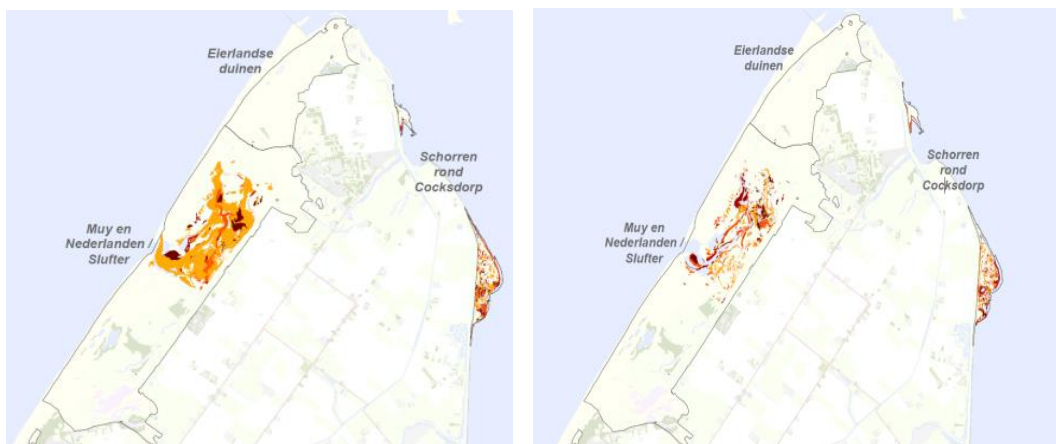 Eierlandse
duinen
Schorren
rond
Cocksdorp
Muy en
Nederlanden /
Slufter
Eierlandse
duinen
Schorren
rond
Cocksdorp
Muy en
Nederlanden /
Slufter